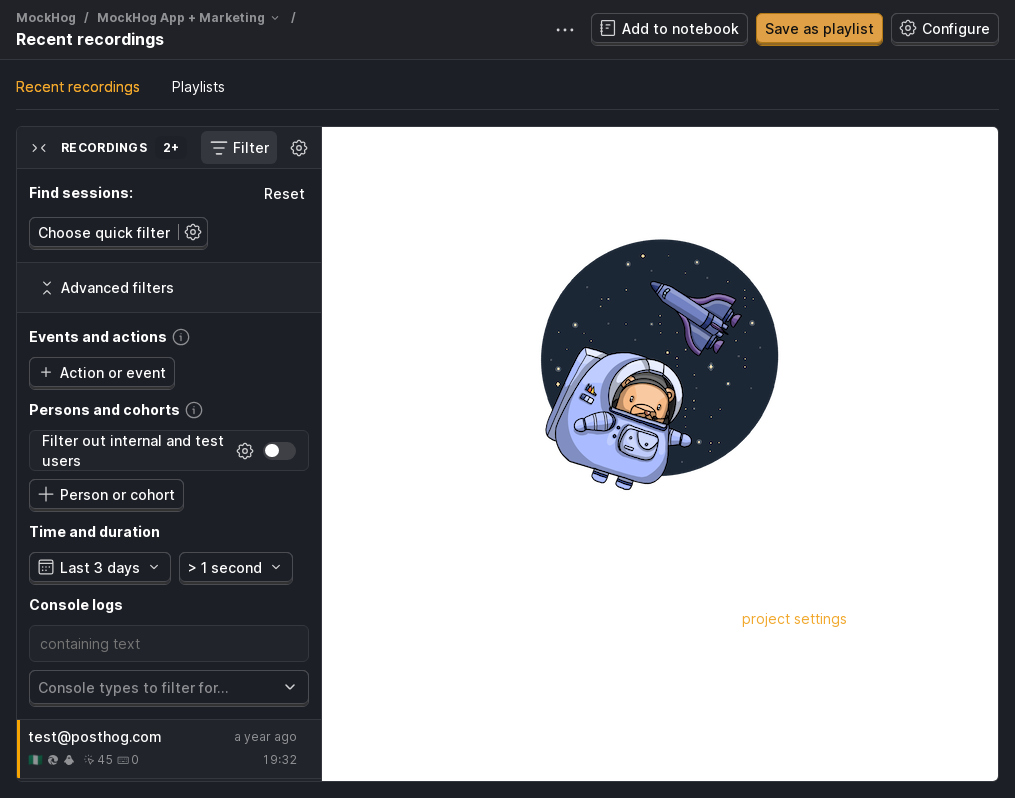 MockHog / MockHog App + Marketing /
Recent recordings
Add to notebook
Save as playlist
Configure
Recent recordings
Playlists
RECORDINGS 2+
Filter
Find sessions:
Reset
Choose quick filter
Advanced filters
Events and actions
Action or event
Persons and cohorts
Filter out internal and test
users
Person or cohort
Time and duration
Last 3 days
> 1 second
Console logs
containing text
Console types to filter for...
test@posthog.com
a year ago
45
0
19:32
project settings